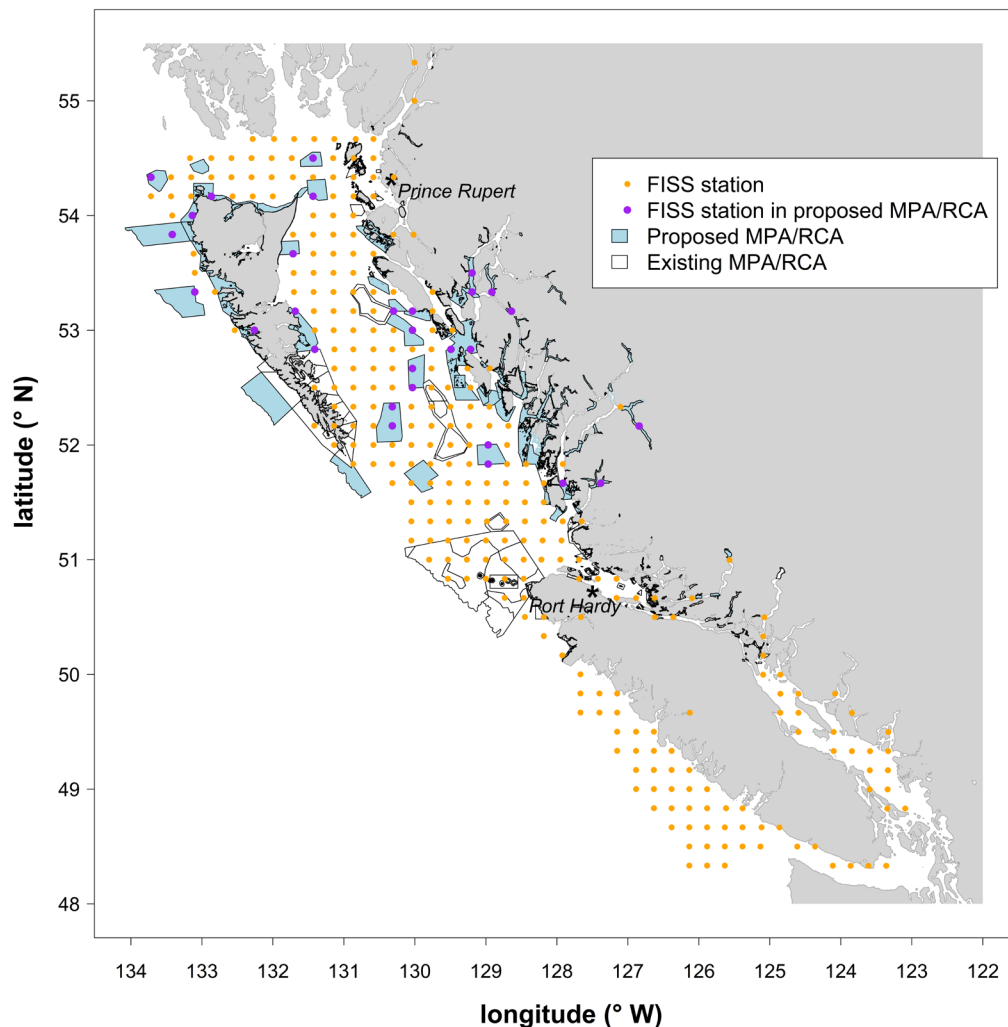 55
54
53
52
51
50
49
48
latitude (° N)
Prince Rupert
Port Hardy
FISS station
FISS station in proposed MPA/RCA
Proposed MPA/RCA
Existing MPA/RCA
134 133 132 131 130 129 128 127 126 125 124 123 122
longitude (° W)